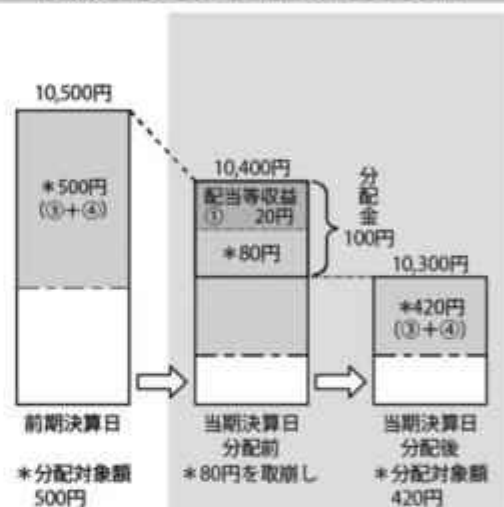 10,500円
*500円
(③+④)
前期決算日
*分配対象額
500円
10,400円
配当等収益
① 20円
*80円
分配金
100円
当期決算日
分配前
*80円を取崩し
10,300円
*420円
(③+④)
当期決算日
分配後
*分配対象額
420円